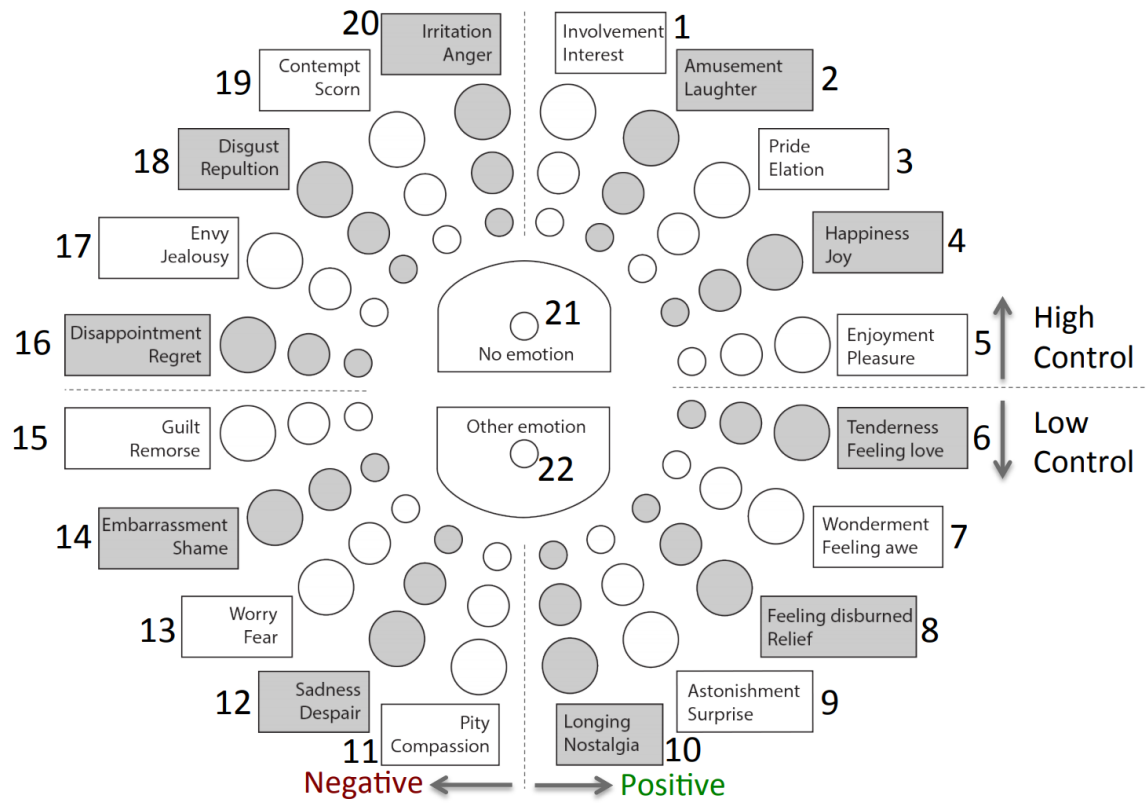 20
Irritation
Anger
Involvement
Interest
1
19
Contempt
Scorn
Amusement
Laughter
2
18
Disgust
Repultion
Pride
Elation
3
17
Envy
Jealousy
Happiness
Joy
4
16
Disappointment
Regret
21
No emotion
Enjoyment
Pleasure
5
High
Control
15
Guilt
Remorse
Other emotion
22
Tenderness
Feeling love
6
Low
Control
14
Embarrassment
Shame
Wonderment
Feeling awe
7
13
Worry
Fear
Feeling disburned
Relief
8
12
Sadness
Despair
Astonishment
Surprise
9
11
Pity
Compassion
Longing
Nostalgia
10
Negative
Positive